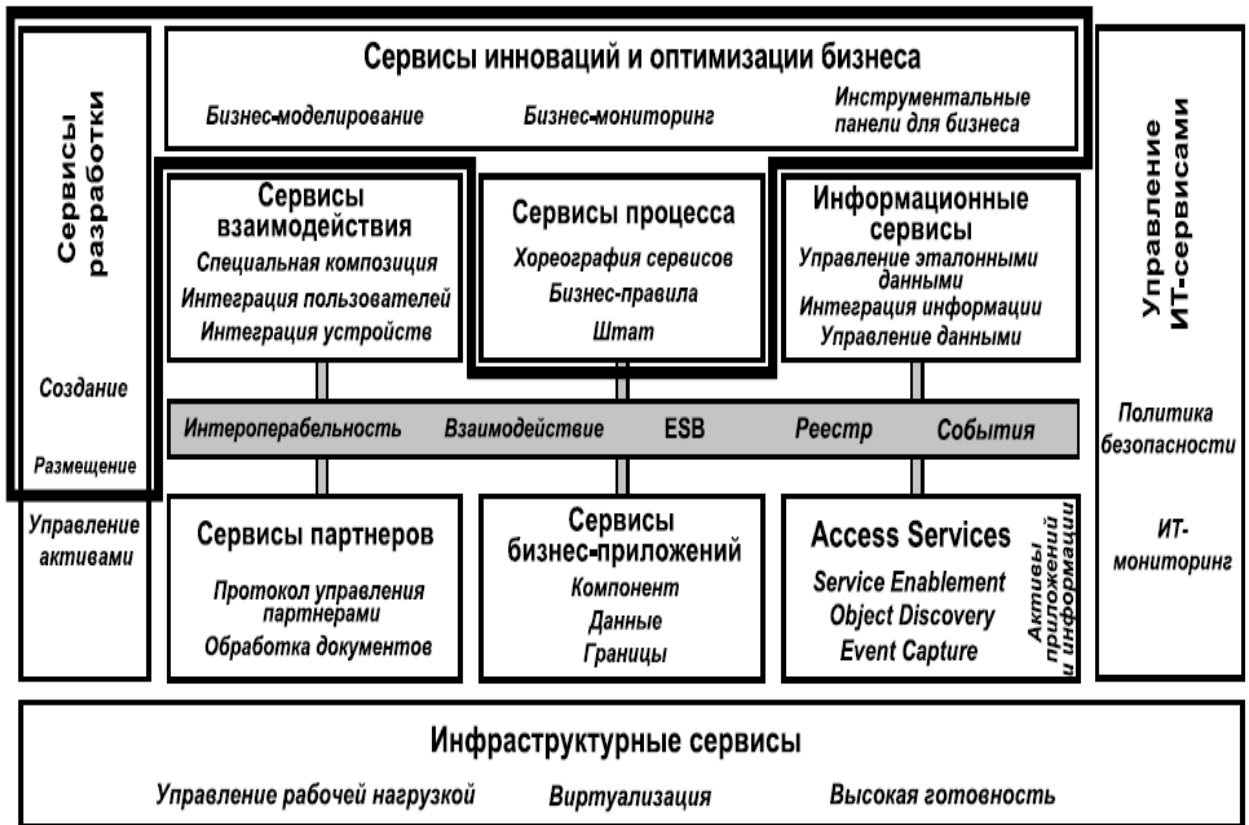 Сервисы
разработки
Создание
Размещение
Управление
активами
Сервисы инноваций и оптимизации бизнеса
Бизнес-моделирование
Бизнес-мониторинг
Инструментальные
панели для бизнеса
Сервисы
взаимодействия
Специальная композиция
Интеграция пользователей
Интеграция устройств
Сервисы процесса
Хореография сервисов
Бизнес-правила
Штат
Информационные
сервисы
Управление эталонными
данными
Интеграция информации
Управление данными
Интероперабельность
Взаимодействие
ESB
Реестр
События
Сервисы партнеров
Протокол управления
партнерами
Обработка документов
Сервисы
бизнес-приложений
Компонент
Данные
Границы
Access Services
Service Enablement
Object Discovery
Event Capture
Активы
приложений
и информации
Управление
ИТ-сервисами
Политика
безопасности
ИТ-
мониторинг
Инфраструктурные сервисы
Управление рабочей нагрузкой
Виртуализация
Высокая готовность